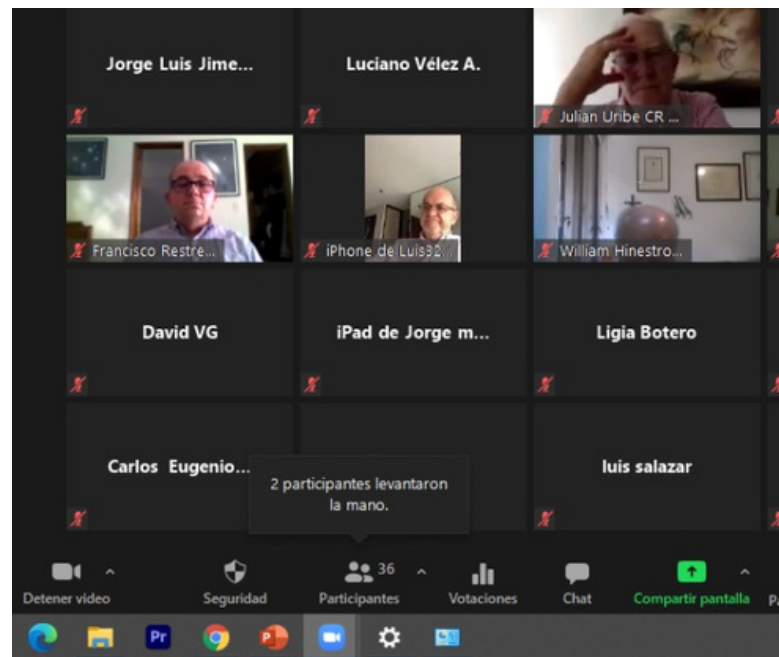 Jorge Luis Jime...
Luciano Vélez A.
Julian Uribe CR ...
Francisco Restre...
iPhone de Luis32...
William Hinestro...
David VG
iPad de Jorge m...
Ligia Botero
Carlos Eugenio...
2 participantes levantaron
la mano.
luis salazar
36
Detener video
Seguridad
Participantes
Votaciones
Chat
Compartir pantalla
Pr
P